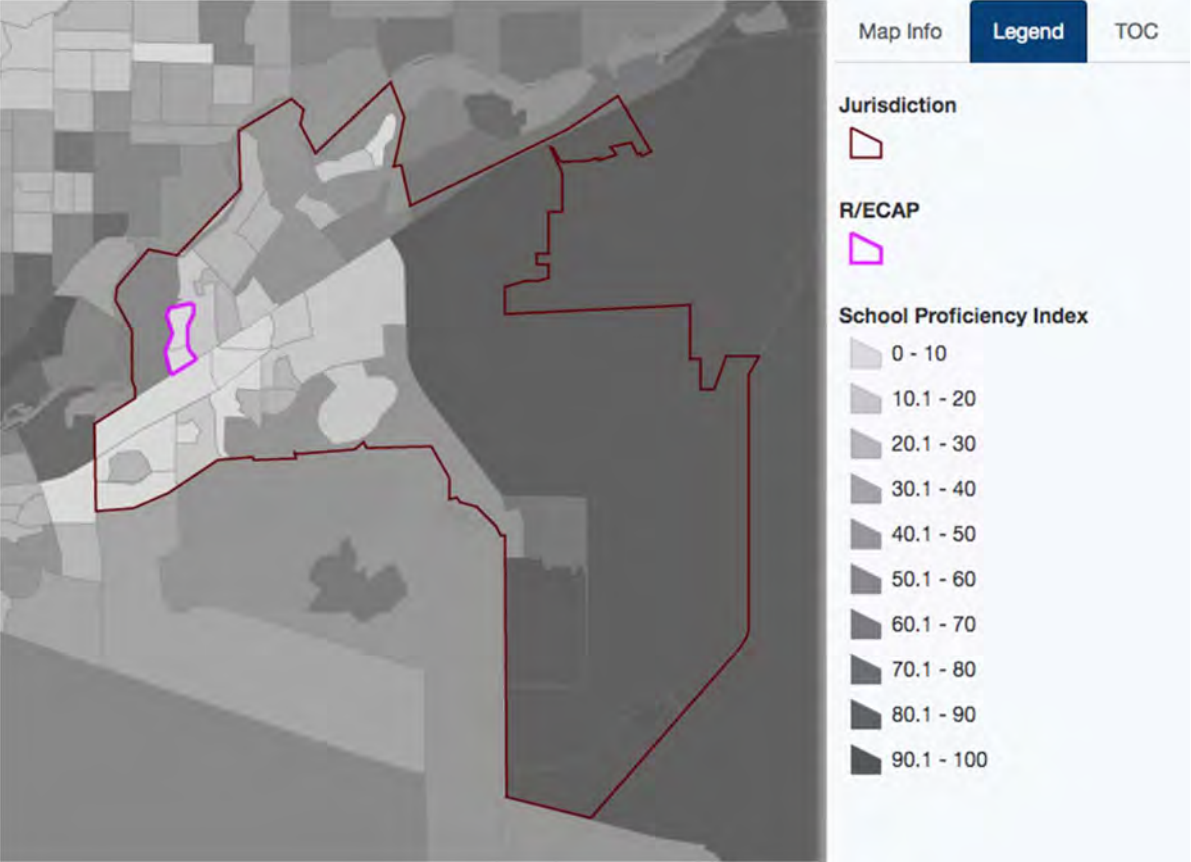 Map Info Legend TOC
Jurisdiction
R/ECAP
School Proficiency Index
0 - 10
10.1 - 20
20.1 - 30
30.1 - 40
40.1 - 50
50.1 - 60
60.1 - 70
70.1 - 80
80.1 - 90
90.1 - 100